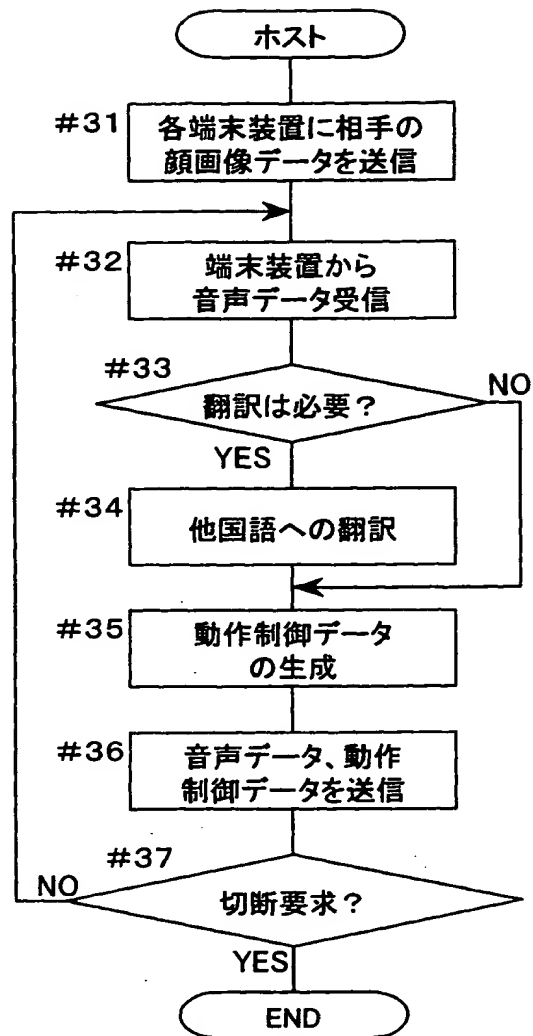 ホスト
#31
各端末装置に相手の
顔画像データを送信
#32
端末装置から
音声データ受信
#33
翻訳は必要?
NO
YES
#34
他国語への翻訳
#35
動作制御データ
の生成
#36
音声データ、動作
制御データを送信
#37
NO
切断要求?
YES
END